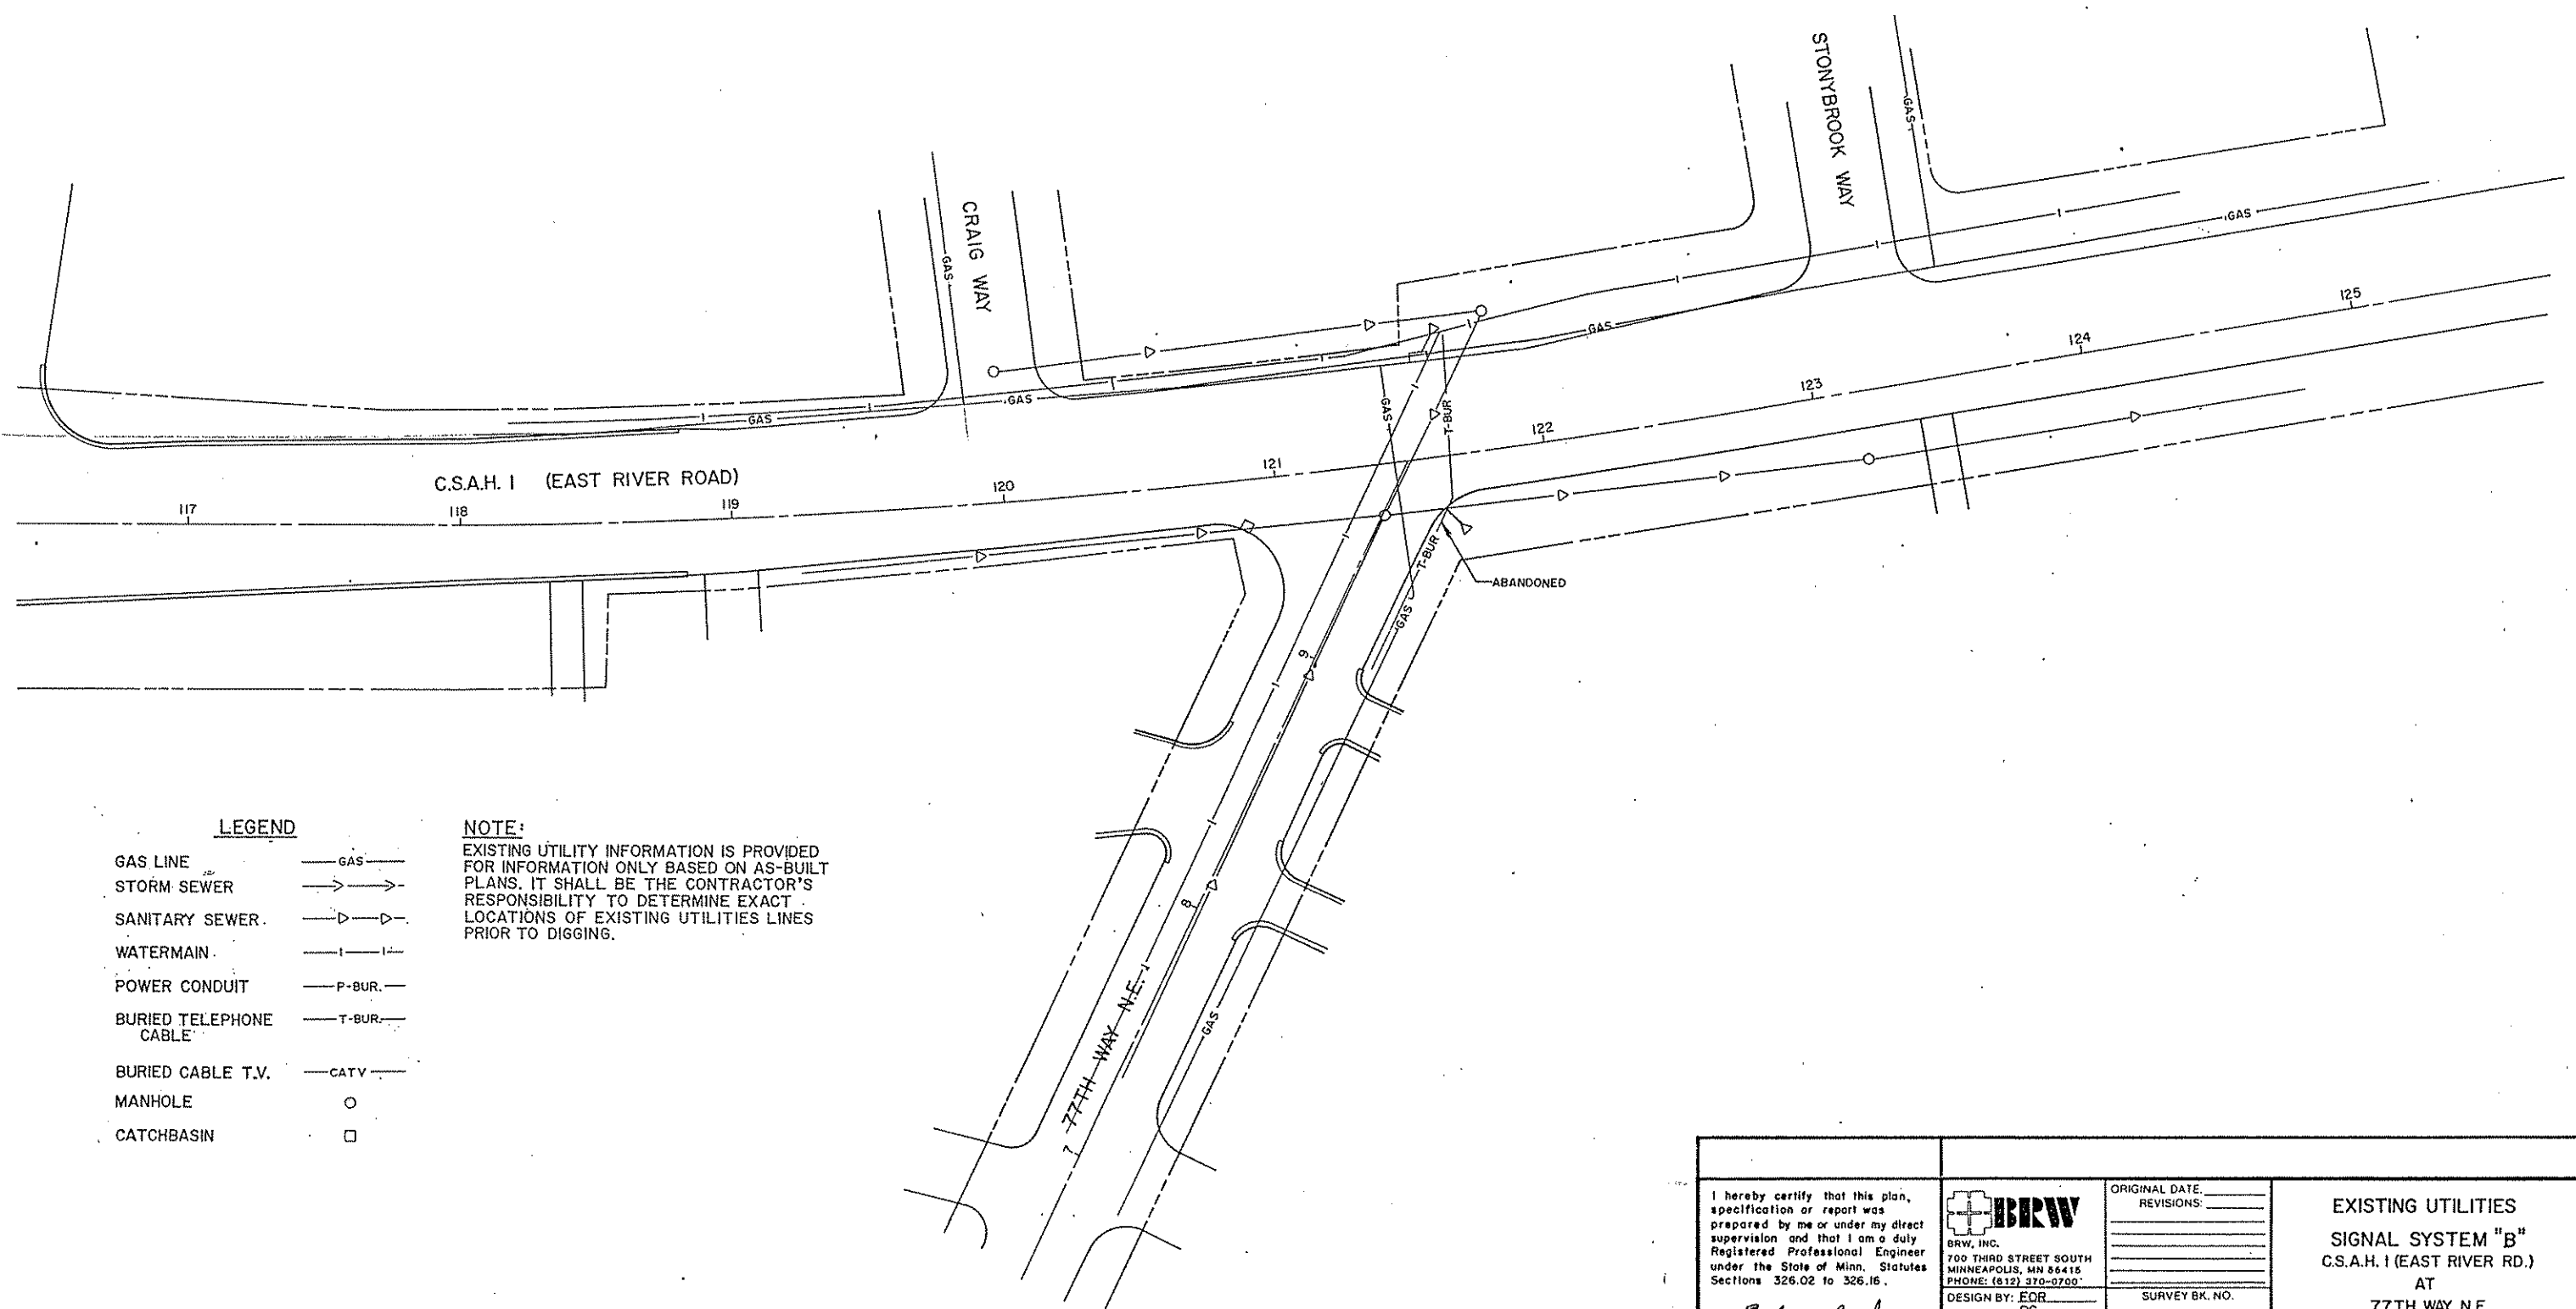 STONYBROOK WAY
GAS
CRAIG WAY
GAS
GAS
125
GAS
124
T-BUR
GAS
123
GAS
GAS
122
C.S.A.H. 1 (EAST RIVER ROAD)
121
120
119
118
117
T-BUR
ABANDONED
GAS
9
8
GAS
77TH WAY N.E.
7
LEGEND
GAS LINE GAS
STORM SEWER
SANITARY SEWER
WATERMAIN
POWER CONDUIT P-BUR.
BURIED TELEPHONE CABLE T-BUR.
BURIED CABLE T.V. CATV
MANHOLE
CATCHBASIN
NOTE:
EXISTING UTILITY INFORMATION IS PROVIDED
FOR INFORMATION ONLY BASED ON AS-BUILT
PLANS. IT SHALL BE THE CONTRACTOR'S
RESPONSIBILITY TO DETERMINE EXACT
LOCATIONS OF EXISTING UTILITIES LINES
PRIOR TO DIGGING.
I hereby certify that this plan,
specification or report was
prepared by me or under my direct
supervision and that I am a duly
Registered Professional Engineer
under the State of Minn. Statutes
Sections 326.02 to 326.16.
BRW
BRW, INC.
700 THIRD STREET SOUTH
MINNEAPOLIS, MN 55415
PHONE: (612) 370-0700
DESIGN BY: EOR
ORIGINAL DATE.
REVISIONS:
SURVEY BK. NO.
EXISTING UTILITIES
SIGNAL SYSTEM "B"
C.S.A.H. 1 (EAST RIVER RD.)
AT
77TH WAY N.E.